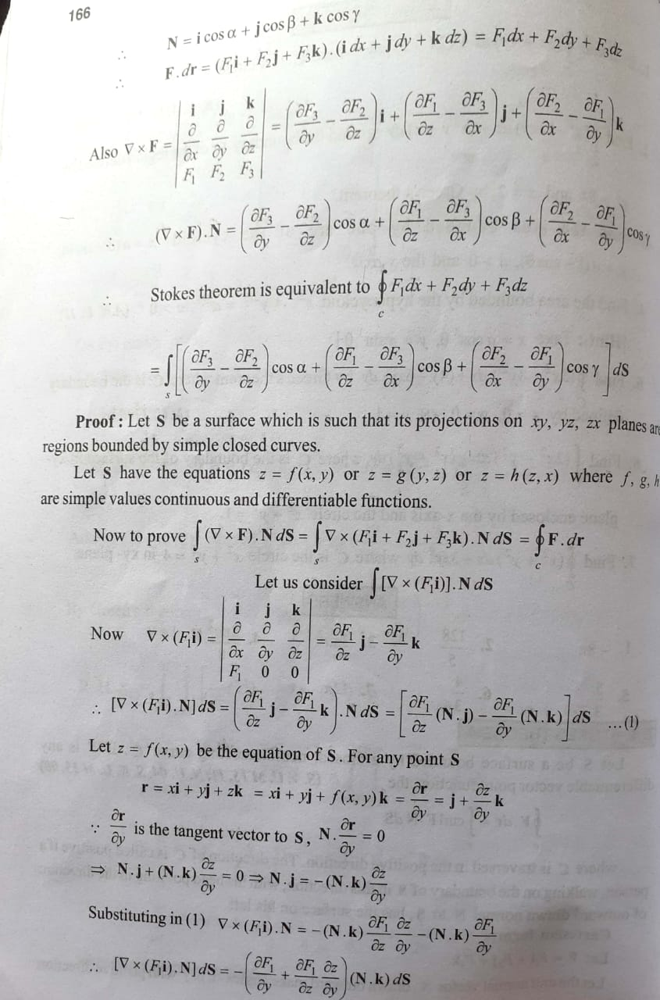 166
∴ N = i cos α + j cos β + k cos γ
∴ F.dr = (F₁i + F₂j + F₃k).(i dx + j dy + k dz) = F₁dx + F₂dy + F₃dz
Also ∇ × F = | i j k ; ∂/∂x ∂/∂y ∂/∂z ; F₁ F₂ F₃ | = (∂F₃/∂y − ∂F₂/∂z) i + (∂F₁/∂z − ∂F₃/∂x) j + (∂F₂/∂x − ∂F₁/∂y) k
∴ (∇ × F).N = (∂F₃/∂y − ∂F₂/∂z) cos α + (∂F₁/∂z − ∂F₃/∂x) cos β + (∂F₂/∂x − ∂F₁/∂y) cos γ
∴ Stokes theorem is equivalent to ∮_c F₁dx + F₂dy + F₃dz
= ∫_s [(∂F₃/∂y − ∂F₂/∂z) cos α + (∂F₁/∂z − ∂F₃/∂x) cos β + (∂F₂/∂x − ∂F₁/∂y) cos γ] dS
Proof : Let S be a surface which is such that its projections on xy, yz, zx planes are
regions bounded by simple closed curves.
Let S have the equations z = f(x, y) or z = g(y, z) or z = h(z, x) where f, g, h
are simple values continuous and differentiable functions.
Now to prove ∫_s (∇ × F).N dS = ∫_s ∇ × (F₁i + F₂j + F₃k).N dS = ∮_c F.dr
Let us consider ∫[∇ × (F₁i)].N dS
Now ∇ × (F₁i) = | i j k ; ∂/∂x ∂/∂y ∂/∂z ; F₁ 0 0 | = ∂F₁/∂z j − ∂F₁/∂y k
∴ [∇ × (F₁i).N]dS = (∂F₁/∂z j − ∂F₁/∂y k).N dS = [∂F₁/∂z (N.j) − ∂F₁/∂y (N.k)] dS ...(1)
Let z = f(x, y) be the equation of S. For any point S
r = xi + yj + zk = xi + yj + f(x, y)k = ∂r/∂y = j + ∂z/∂y k
∵ ∂r/∂y is the tangent vector to S, N.∂r/∂y = 0
⇒ N.j + (N.k) ∂z/∂y = 0 ⇒ N.j = −(N.k) ∂z/∂y
Substituting in (1) ∇ × (F₁i).N = −(N.k) ∂F₁/∂z ∂z/∂y − (N.k) ∂F₁/∂y
∴ [∇ × (F₁i).N]dS = −(∂F₁/∂y + ∂F₁/∂z ∂z/∂y)(N.k) dS